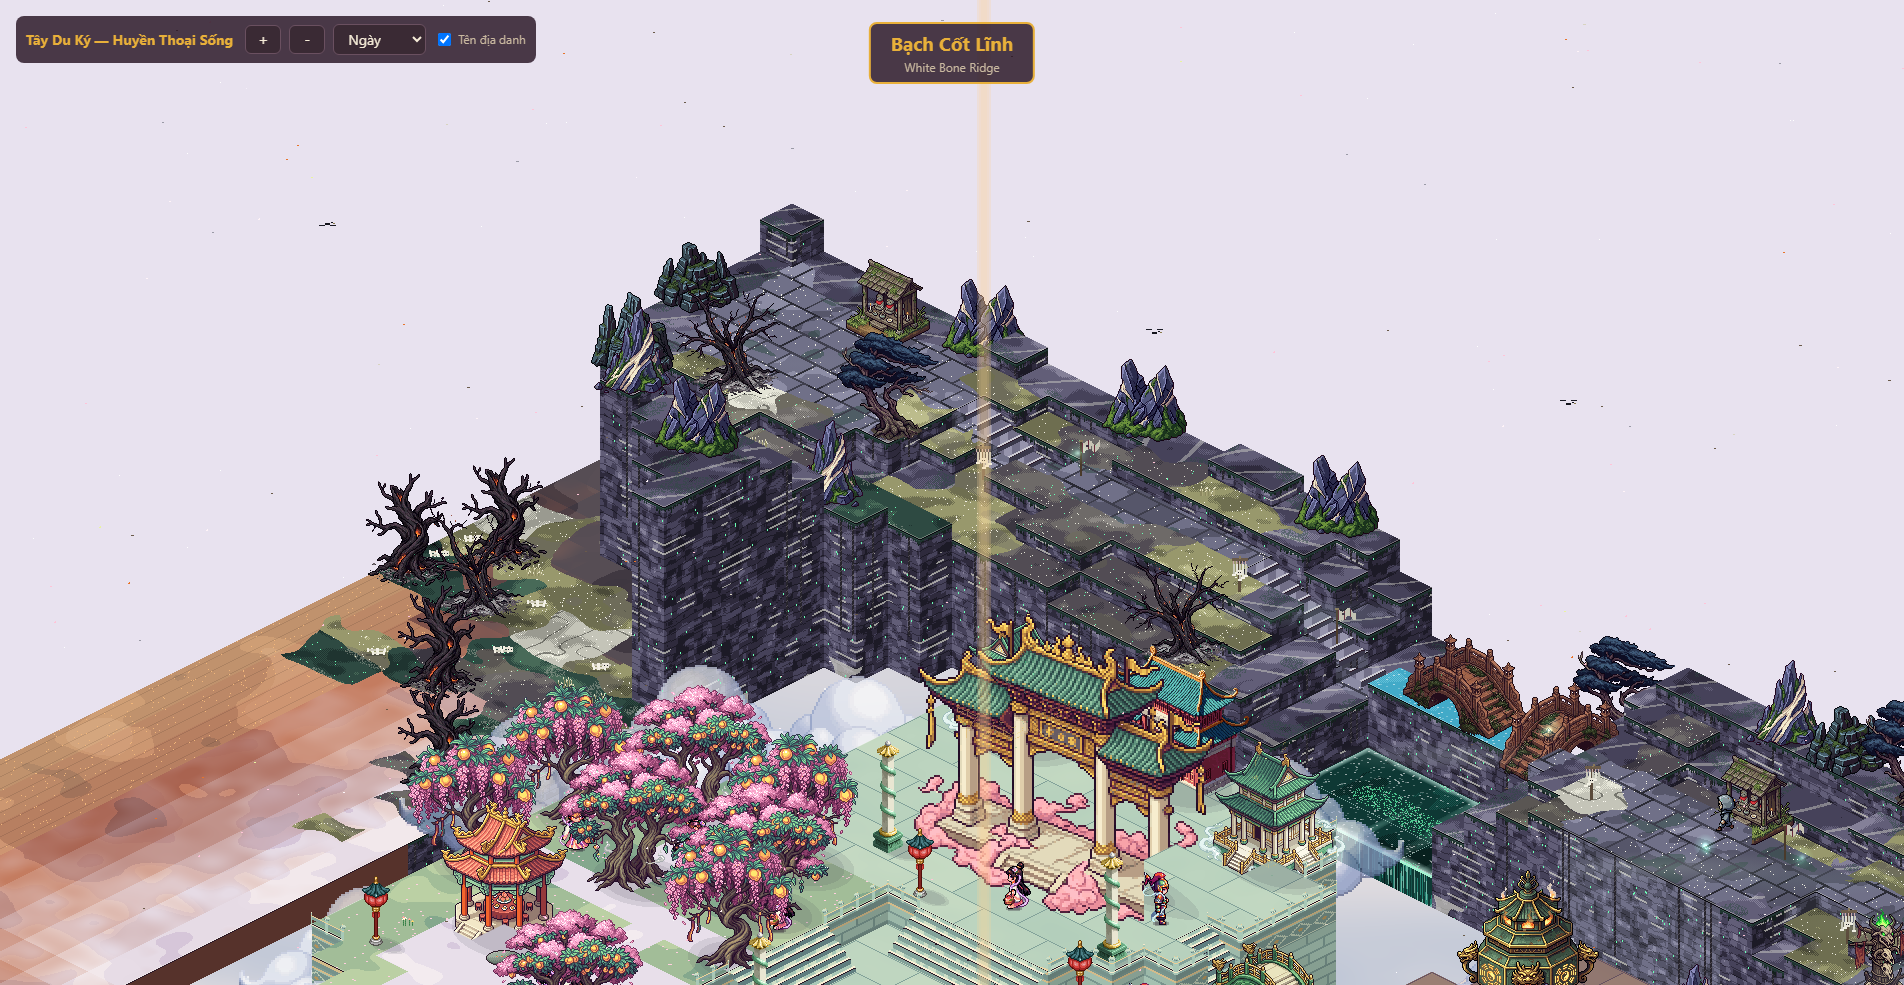 Tây Du Ký — Huyền Thoại Sống
+
-
Ngày
Tên địa danh
Bạch Cốt Lĩnh
White Bone Ridge